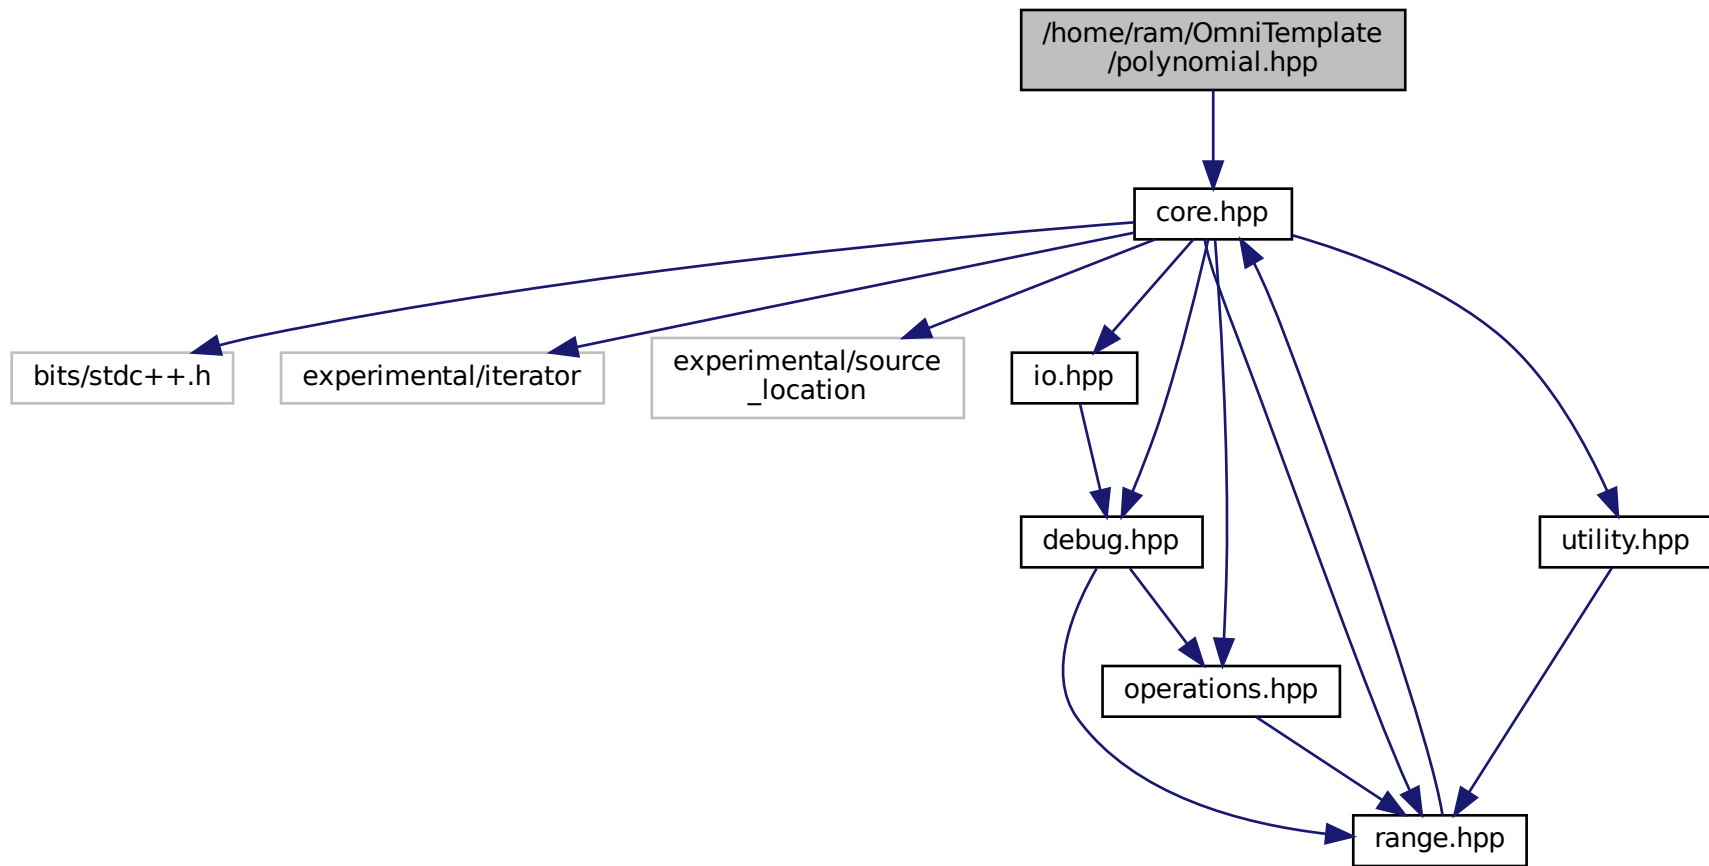 /home/ram/OmniTemplate
/polynomial.hpp
core.hpp
bits/stdc++.h
experimental/iterator
experimental/source
_location
io.hpp
debug.hpp
utility.hpp
operations.hpp
range.hpp